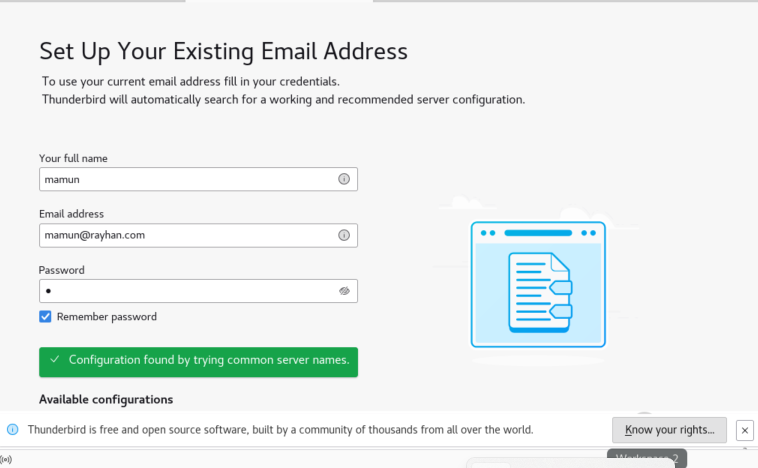 Set Up Your Existing Email Address
To use your current email address fill in your credentials.
Thunderbird will automatically search for a working and recommended server configuration.
Your full name
mamun
Email address
mamun@rayhan.com
Password
Remember password
Configuration found by trying common server names.
Available configurations
Thunderbird is free and open source software, built by a community of thousands from all over the world.
Know your rights...